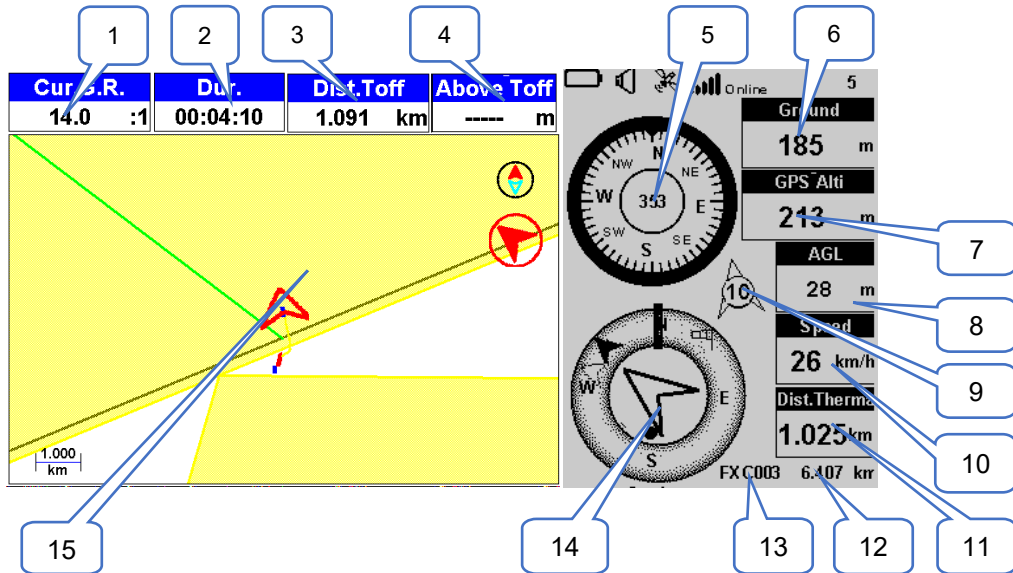 1 2 3 4 5 6
Cur.G.R. Dur. Dist.Toff Above Toff
14.0 :1 00:04:10 1.091 km ----- m
Online 5
Ground
185 m
GPS Alti
213 m
7
AGL
28 m
8
Speed
26 km/h
9
Dist.Therma
1.025 km
10
N
NE
E
SE
S
SW
W
NW
353
10
N
E
S
W
1.000
km
FX C003 6.407 km
15 14 13 12 11